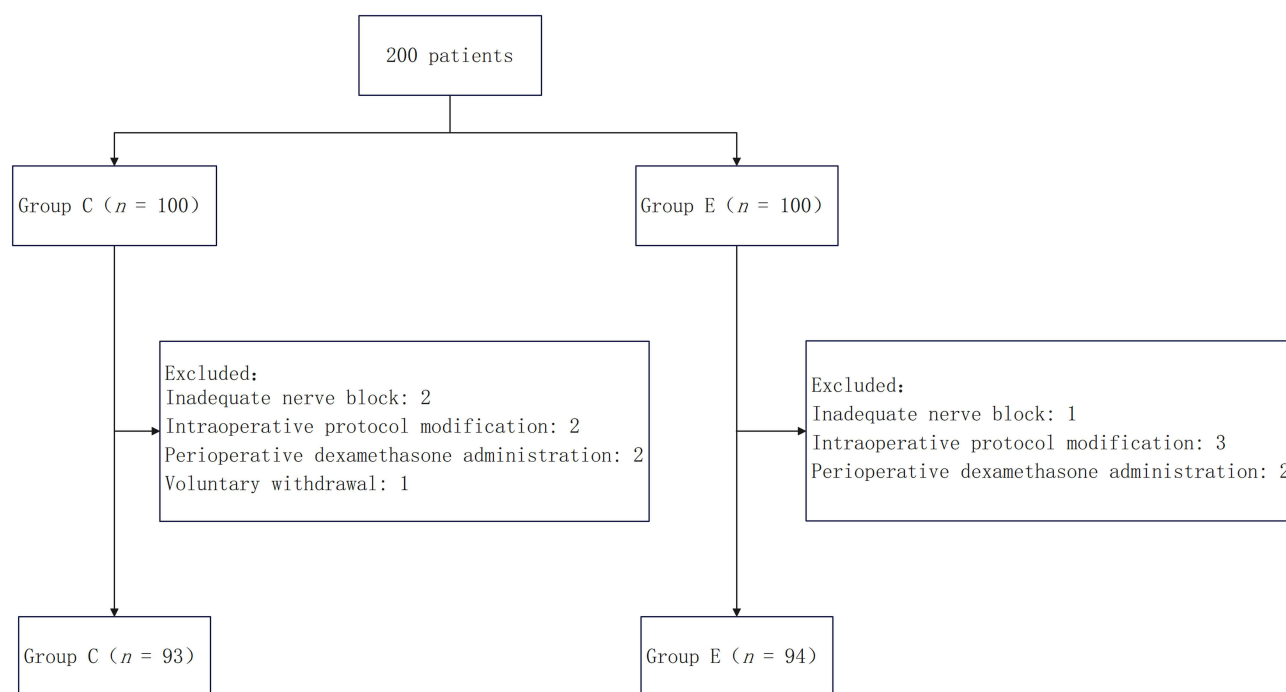 200 patients
Group C（n = 100）
Group E（n = 100）
Excluded：
Inadequate nerve block: 2
Intraoperative protocol modification: 2
Perioperative dexamethasone administration: 2
Voluntary withdrawal: 1
Excluded：
Inadequate nerve block: 1
Intraoperative protocol modification: 3
Perioperative dexamethasone administration: 2
Group C（n = 93）
Group E（n = 94）